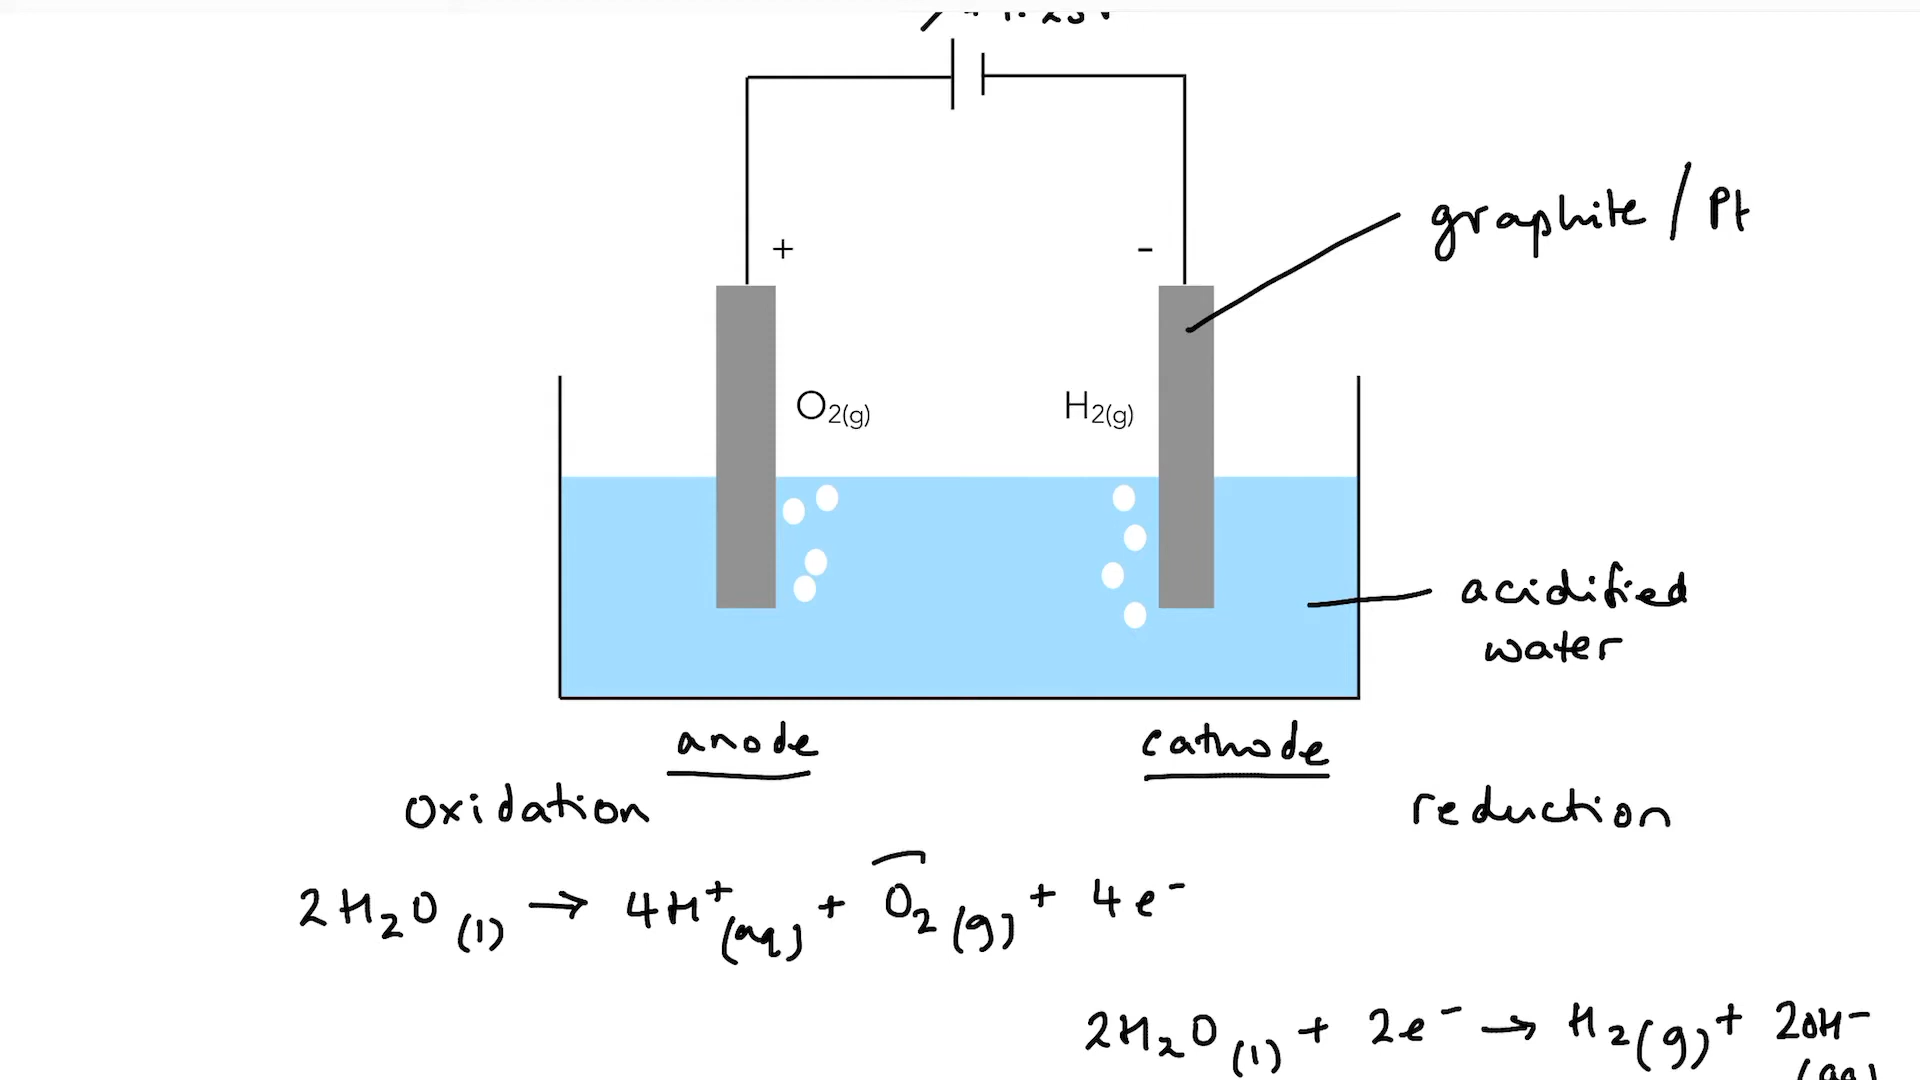 +
-
graphite / Pt
O₂(g)
H₂(g)
acidified
water
anode
cathode
oxidation
reduction
2H₂O (l) → 4H⁺ (aq) + O₂ (g) + 4e⁻
2H₂O (l) + 2e⁻ → H₂ (g) + 2OH⁻
(aq)